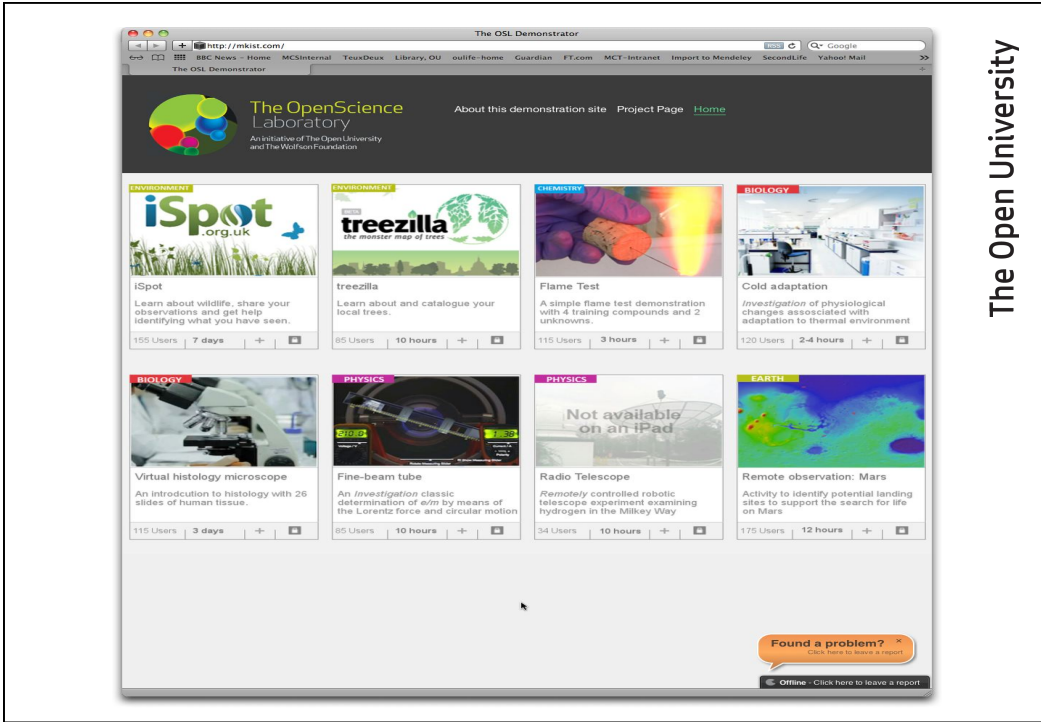 The OSL Demonstrator
http://mkist.com/
RSS
Google
BBC News - Home MCSInternal TeuxDeux Library, OU oulife-home Guardian FT.com MCT-Intranet Import to Mendeley SecondLife Yahoo! Mail
The OSL Demonstrator
The OpenScience
Laboratory
An initiative of The Open University
and The Wolfson Foundation
About this demonstration site Project Page Home
ENVIRONMENT
iSpot
.org.uk
iSpot
Learn about wildlife, share your
observations and get help
identifying what you have seen.
155 Users 7 days +
ENVIRONMENT
BETA
treezilla
the monster map of trees
treezilla
Learn about and catalogue your
local trees.
85 Users 10 hours +
CHEMISTRY
Flame Test
A simple flame test demonstration
with 4 training compounds and 2
unknowns.
115 Users 3 hours +
BIOLOGY
Cold adaptation
Investigation of physiological
changes assosciated with
adaptation to thermal environment
120 Users 2-4 hours +
BIOLOGY
Virtual histology microscope
An introdcution to histology with 26
slides of human tissue.
115 Users 3 days +
PHYSICS
210.0
1.38
Fine-beam tube
An Investigation classic
determination of e/m by means of
the Lorentz force and circular motion
85 Users 10 hours +
PHYSICS
Not available
on an iPad
Radio Telescope
Remotely controlled robotic
telescope experiment examining
hydrogen in the Milkey Way
34 Users 10 hours +
EARTH
Remote observation: Mars
Activity to identify potential landing
sites to support the search for life
on Mars
175 Users 12 hours +
Found a problem?
Click here to leave a report
Offline - Click here to leave a report
The Open University